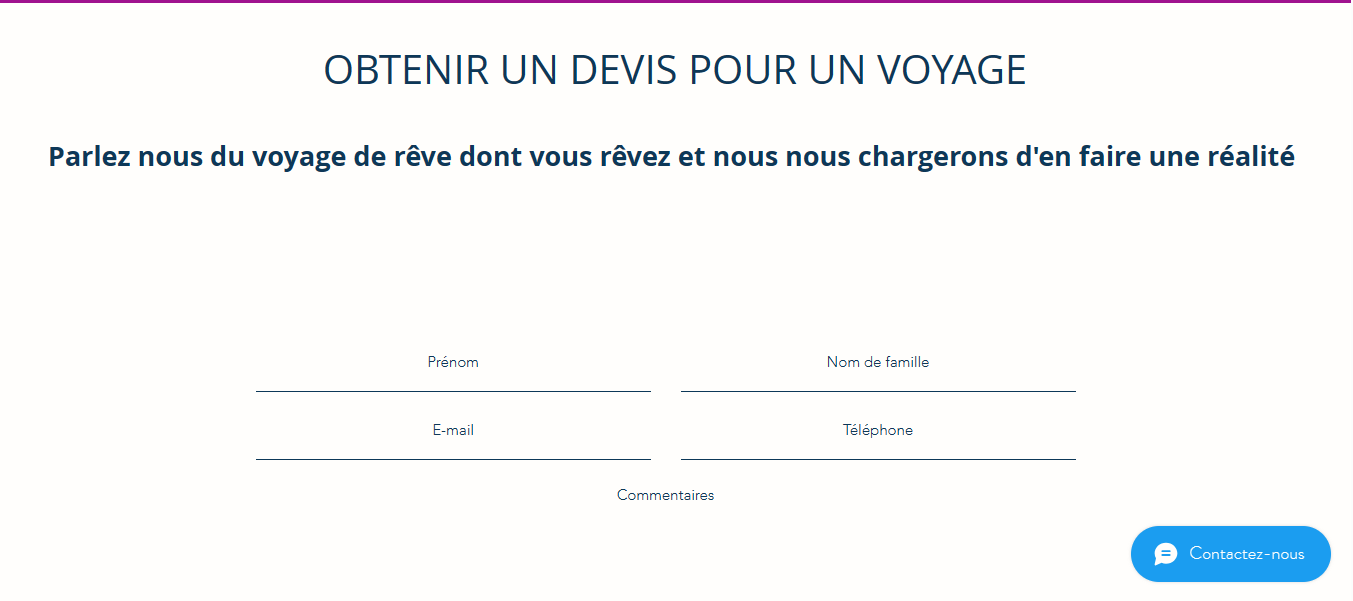 OBTENIR UN DEVIS POUR UN VOYAGE
Parlez nous du voyage de rêve dont vous rêvez et nous nous chargerons d'en faire une réalité
Prénom
Nom de famille
E-mail
Téléphone
Commentaires
Contactez-nous